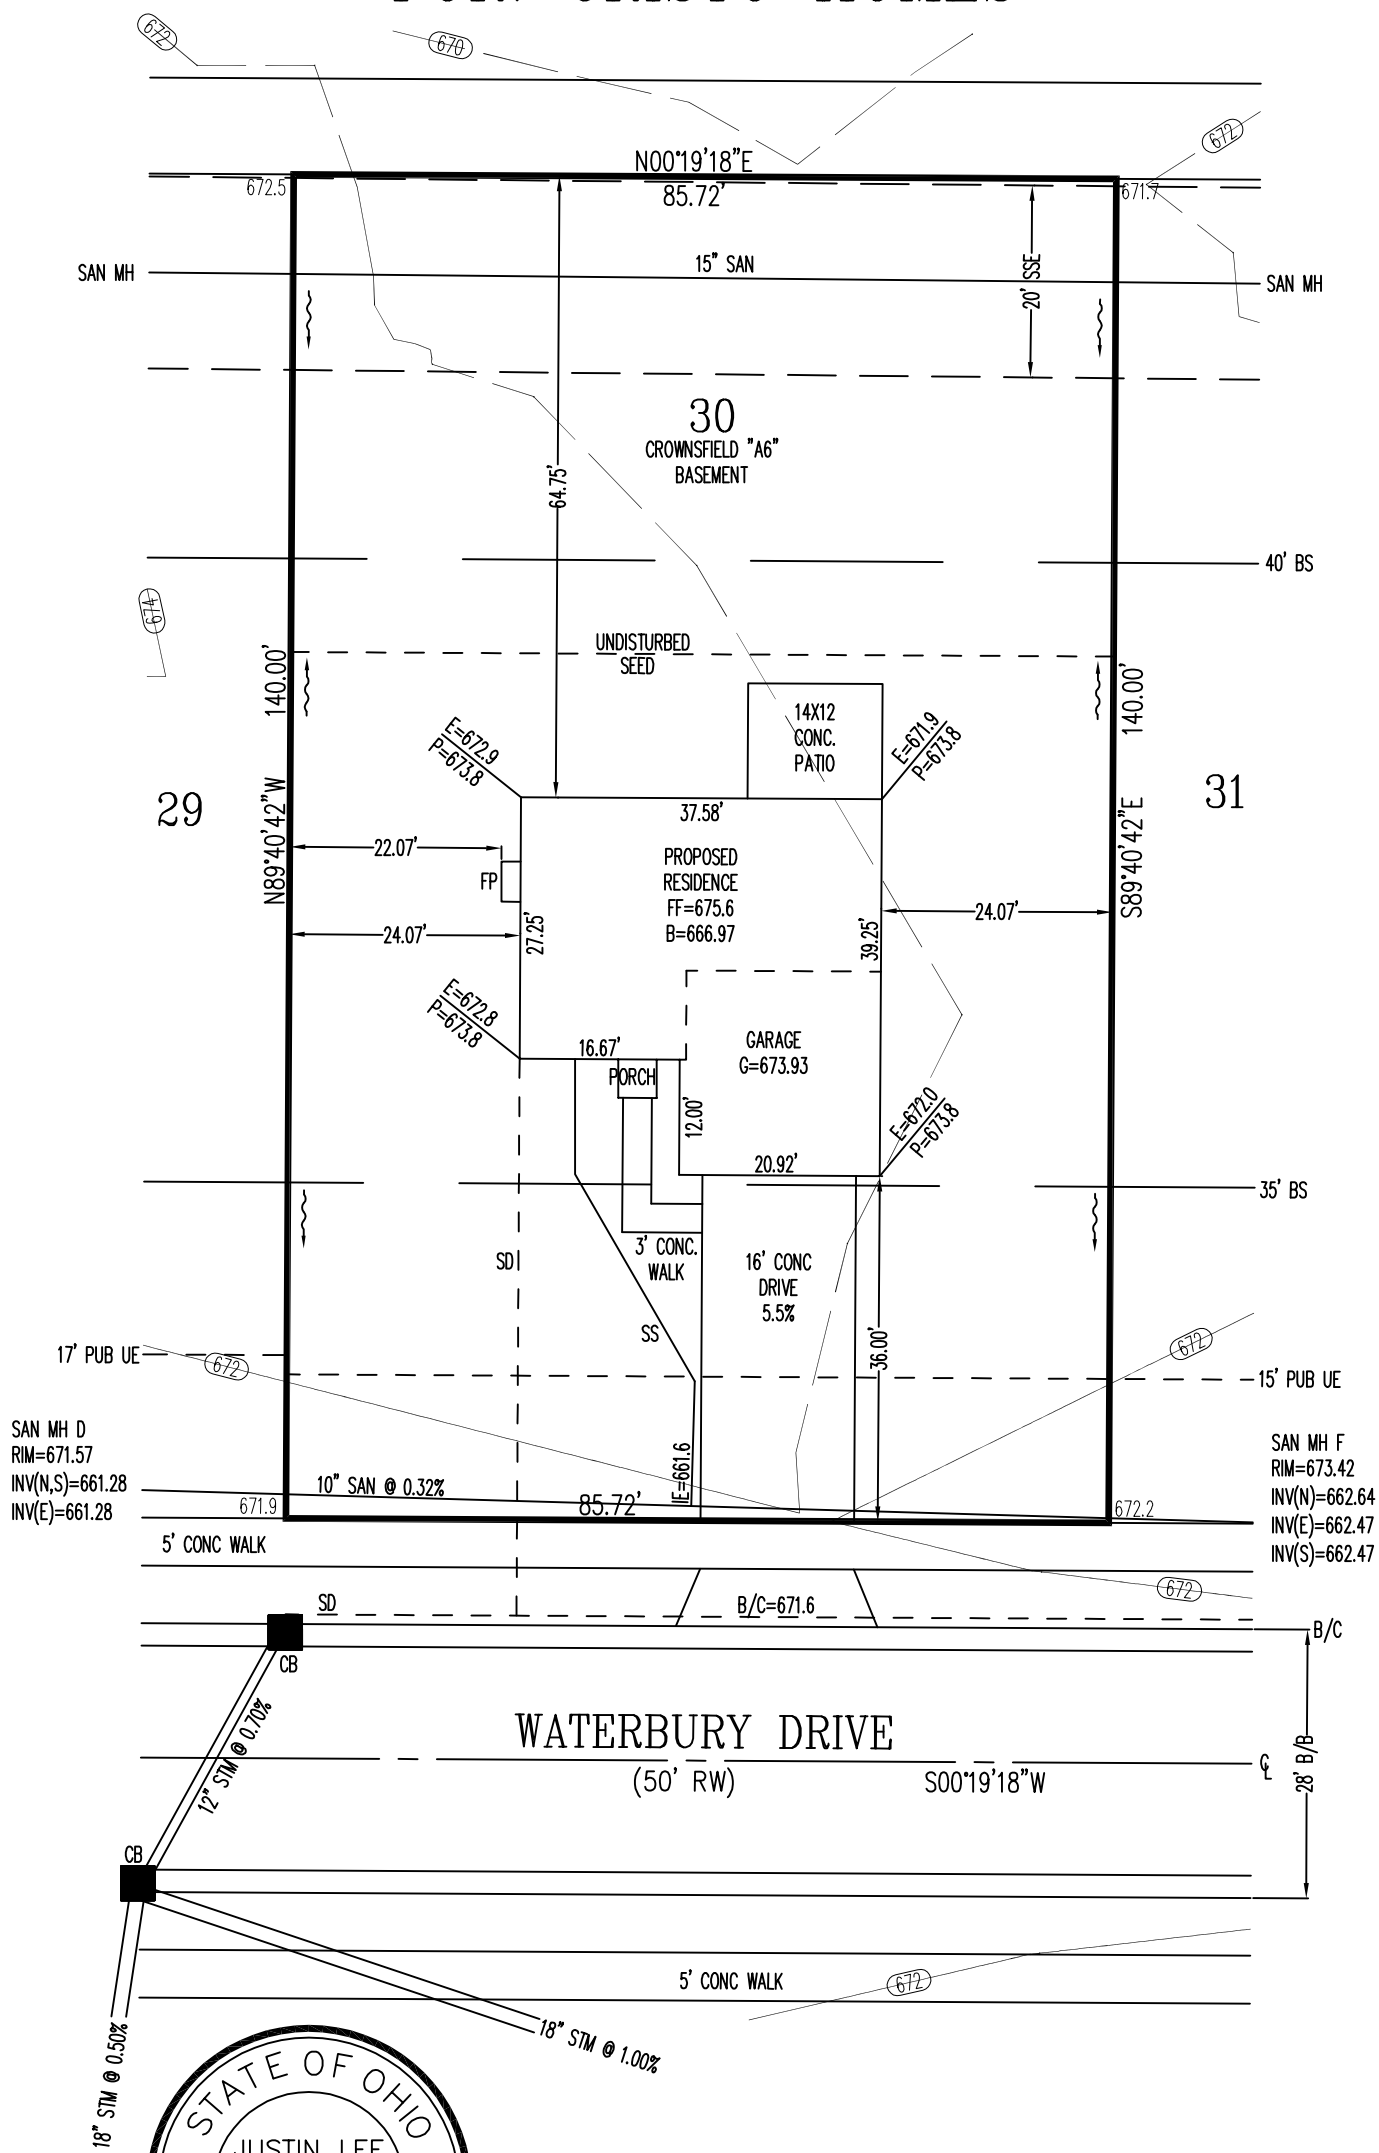 672
670
672
N00°19'18"E
672.5
85.72'
671.7
SAN MH
15" SAN
20' SSE
SAN MH
30
CROWNSFIELD "A6"
BASEMENT
64.75'
40' BS
674
UNDISTURBED
SEED
140.00'
140.00'
14X12
CONC.
PATIO
E=672.9
P=673.8
E=671.9
P=673.8
29
31
N89°40'42"W
S89°40'42"E
37.58'
22.07'
FP
PROPOSED
RESIDENCE
FF=675.6
B=666.97
24.07'
27.25'
39.25'
24.07'
E=672.8
P=673.8
16.67'
PORCH
GARAGE
G=673.93
12.00'
E=672.0
P=673.8
20.92'
35' BS
3' CONC.
WALK
SD
16' CONC
DRIVE
5.5%
SS
36.00'
17' PUB UE
672
672
15' PUB UE
SAN MH D
RIM=671.57
INV(N,S)=661.28
INV(E)=661.28
SAN MH F
RIM=673.42
INV(N)=662.64
INV(E)=662.47
INV(S)=662.47
IE=661.6
10" SAN @ 0.32%
671.9
85.72'
672.2
5' CONC WALK
672
SD
B/C=671.6
B/C
CB
12" STM @ 0.70%
WATERBURY DRIVE
(50' RW)
S00°19'18"W
CL
28' B/B
CB
5' CONC WALK
672
18" STM @ 0.50%
18" STM @ 1.00%
STATE OF OHIO
JUSTIN LEE